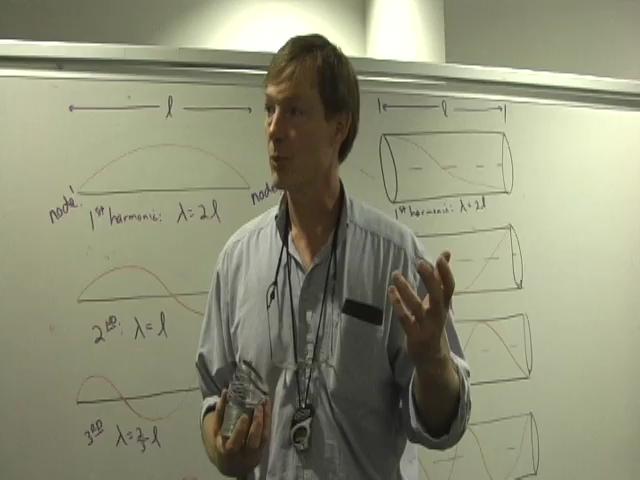 l
node
node
1st harmonic: λ=2l
2ND: λ=l
3RD λ=2/3 l
l
1st harmonic: λ=2l